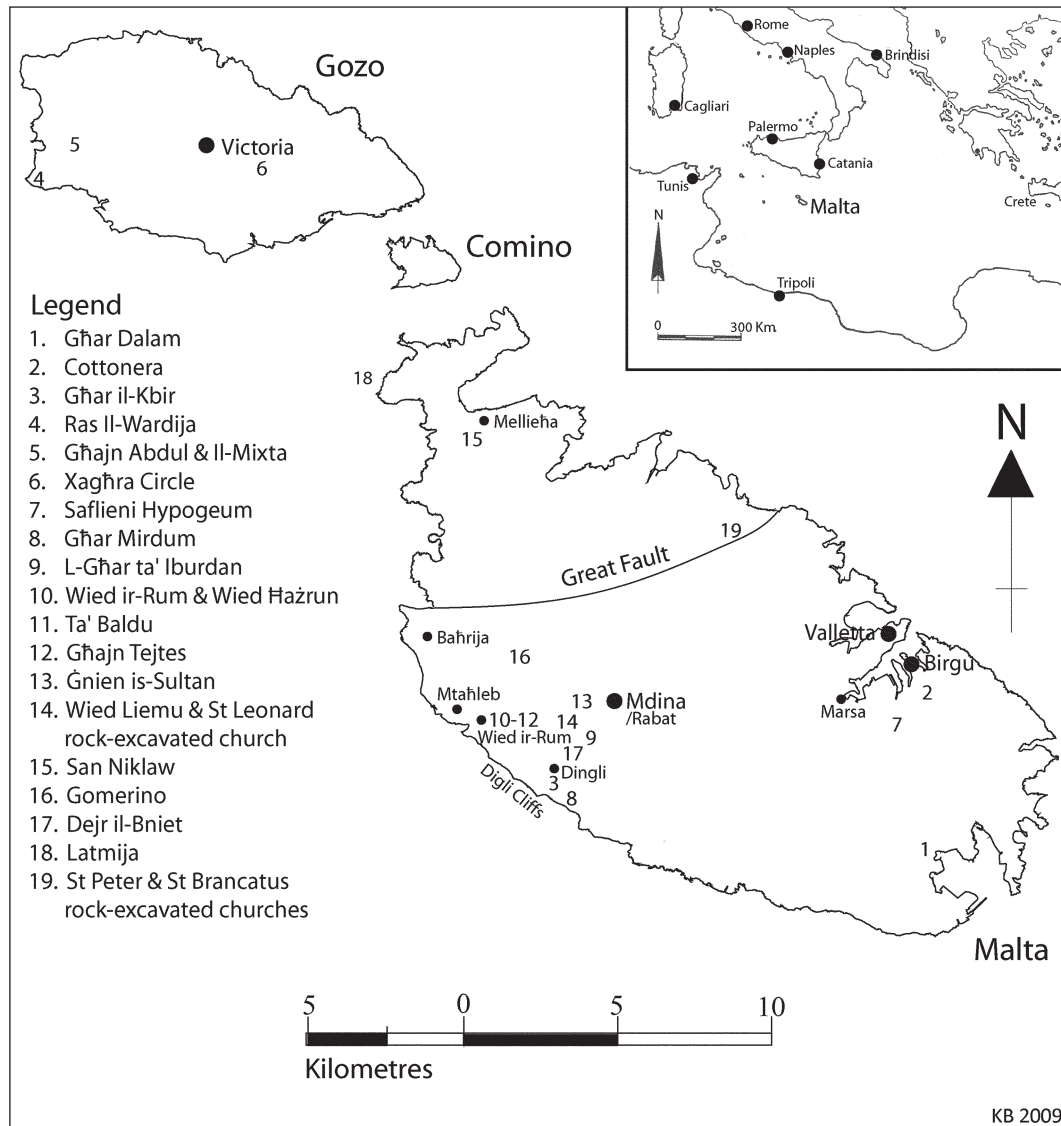 Gozo
5
Victoria
6
4
Comino
Rome
Naples
Brindisi
Cagliari
Palermo
Catania
Tunis
Malta
Crete
N
Tripoli
0 300 Km.
Legend
1. Għar Dalam
2. Cottonera
3. Għar il-Kbir
4. Ras Il-Wardija
5. Għajn Abdul & Il-Mixta
6. Xagħra Circle
7. Saflieni Hypogeum
8. Għar Mirdum
9. L-Għar ta' Iburdan
10. Wied ir-Rum & Wied Ħażrun
11. Ta' Baldu
12. Għajn Tejtes
13. Ġnien is-Sultan
14. Wied Liemu & St Leonard
rock-excavated church
15. San Niklaw
16. Gomerino
17. Dejr il-Bniet
18. Latmija
19. St Peter & St Brancatus
rock-excavated churches
18
Mellieħa
15
N
19
Great Fault
Baħrija
16
Valletta
Birgu
2
Mtaħleb
13
Mdina
/Rabat
Marsa
7
10-12
14
Wied ir-Rum
9
17
Dingli
3
8
Digli Cliffs
1
Malta
5 0 5 10
Kilometres
KB 2009